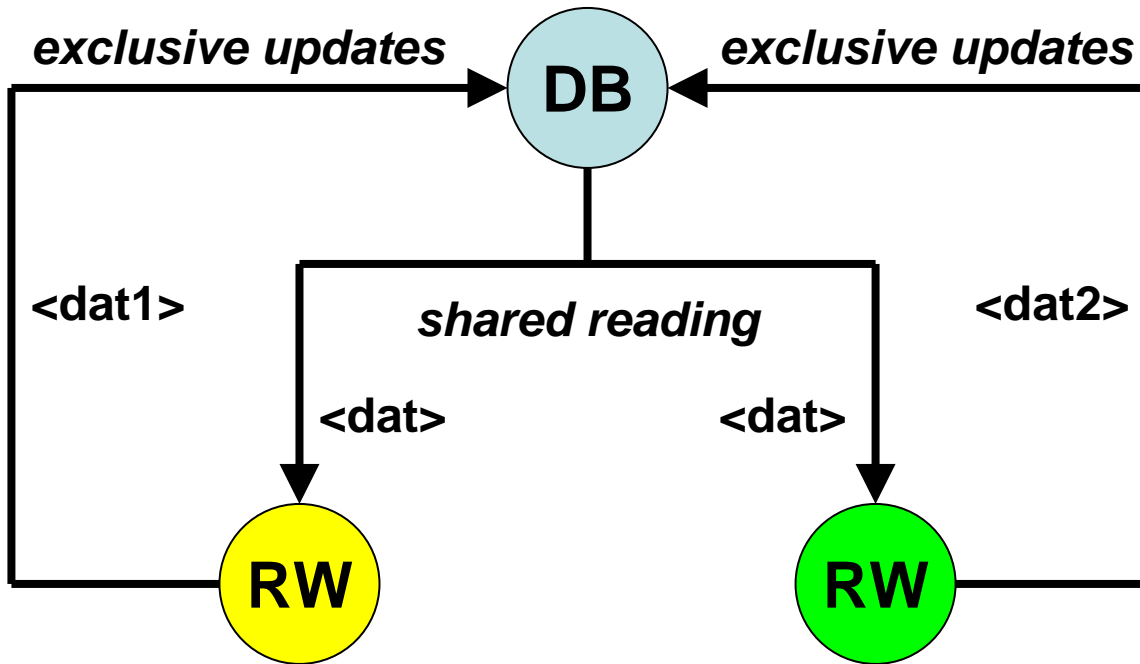 exclusive updates
DB
exclusive updates
<dat1>
shared reading
<dat2>
<dat>
<dat>
RW
RW